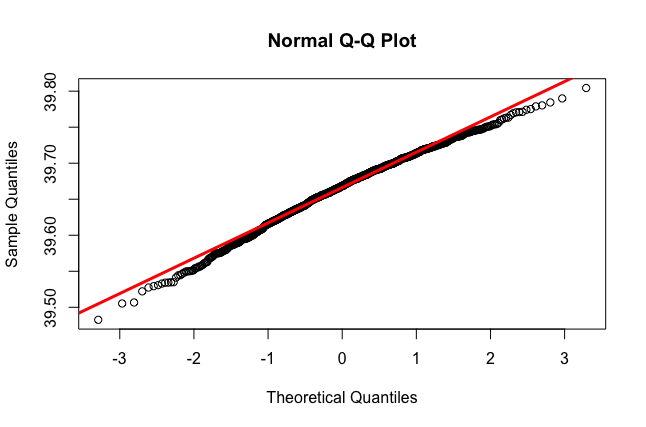 Normal Q-Q Plot
39.80
39.70
39.60
39.50
Sample Quantiles
-3 -2 -1 0 1 2 3
Theoretical Quantiles